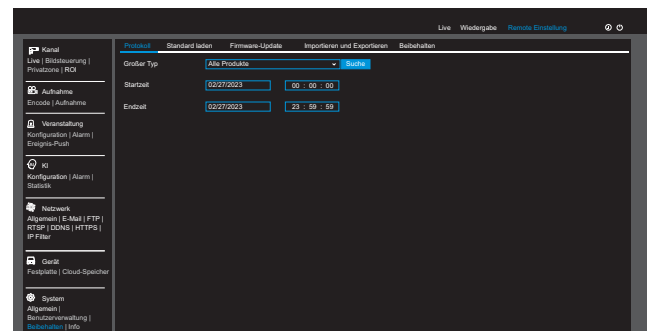 Live Wiedergabe Remote Einstellung
Kanal
Live | Bildsteuerung |
Privatzone | ROI
Aufnahme
Encode | Aufnahme
Veranstaltung
Konfiguration | Alarm |
Ereignis-Push
KI
Konfiguration | Alarm |
Statistik
Netzwerk
Allgemein | E-Mail | FTP |
RTSP | DDNS | HTTPS |
IP Filter
Gerät
Festplatte | Cloud-Speicher
System
Allgemein |
Benutzerverwaltung |
Beibehalten | Info
Protokoll Standard laden Firmware-Update Importieren und Exportieren Beibehalten
Großer Typ Alle Produkte Suche
Startzeit 02/27/2023 00 : 00 : 00
Endzeit 02/27/2023 23 : 59 : 59